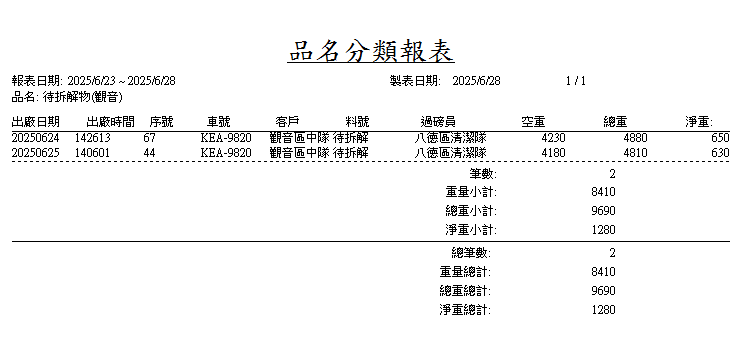 品名分類報表
報表日期: 2025/6/23 ~ 2025/6/28 製表日期: 2025/6/28 1 / 1
品名: 待拆解物(觀音)
出廠日期 出廠時間 序號 車號 客戶 料號 過磅員 空重 總重 淨重:
20250624 142613 67 KEA-9820 觀音區中隊 待拆解 八德區清潔隊 4230 4880 650
20250625 140601 44 KEA-9820 觀音區中隊 待拆解 八德區清潔隊 4180 4810 630
筆數: 2
重量小計: 8410
總重小計: 9690
淨重小計: 1280
總筆數: 2
重量總計: 8410
總重總計: 9690
淨重總計: 1280